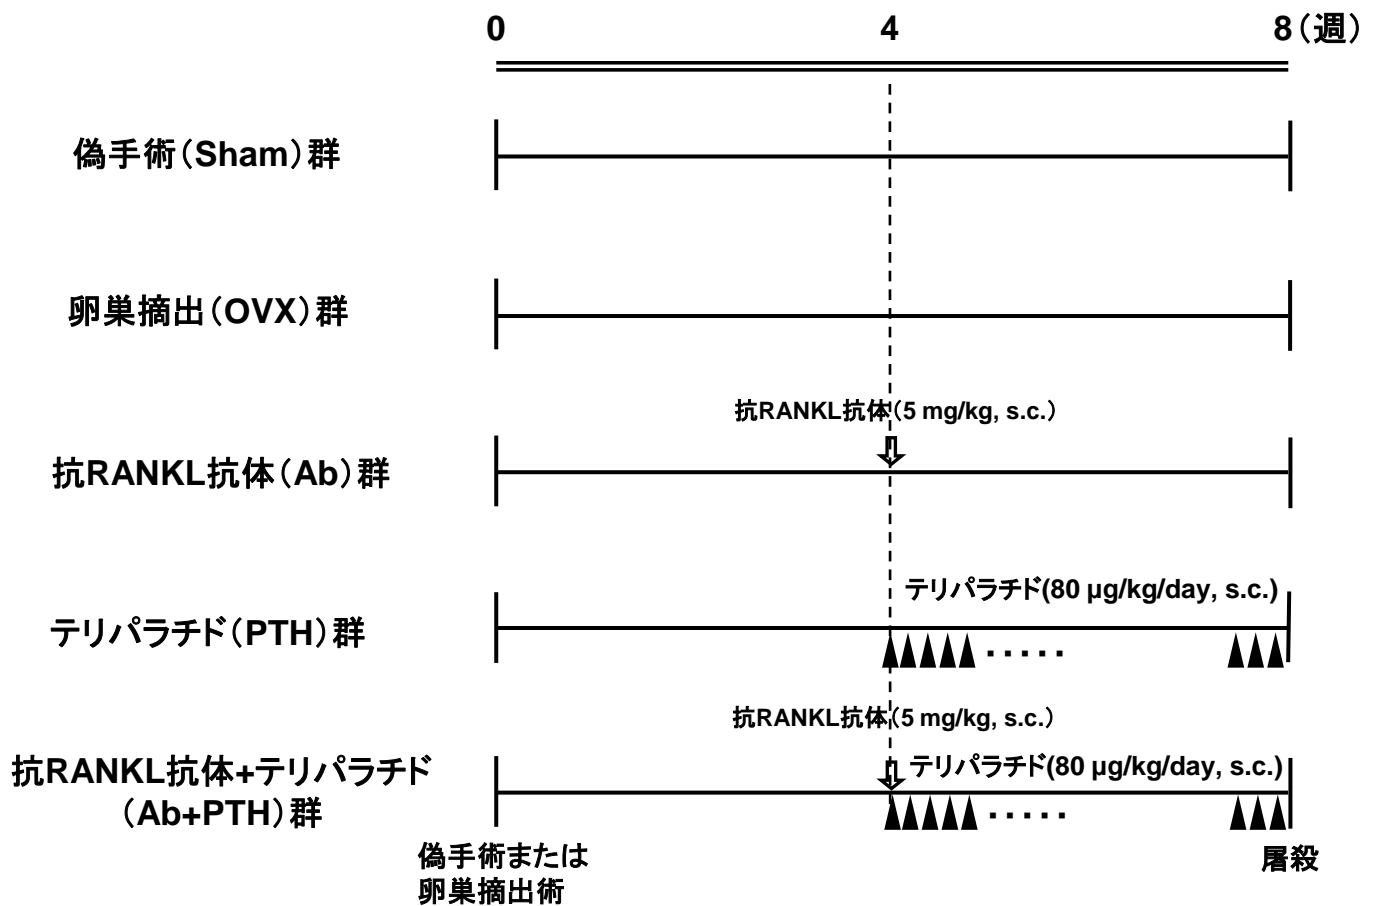 0 4 8（週）
偽手術（Sham）群
卵巣摘出（OVX）群
抗RANKL抗体（5 mg/kg, s.c.）
抗RANKL抗体（Ab）群
テリパラチド(80 μg/kg/day, s.c.)
テリパラチド（PTH）群
抗RANKL抗体（5 mg/kg, s.c.）
テリパラチド(80 μg/kg/day, s.c.)
抗RANKL抗体+テリパラチド
（Ab+PTH）群
偽手術または
卵巣摘出術
屠殺